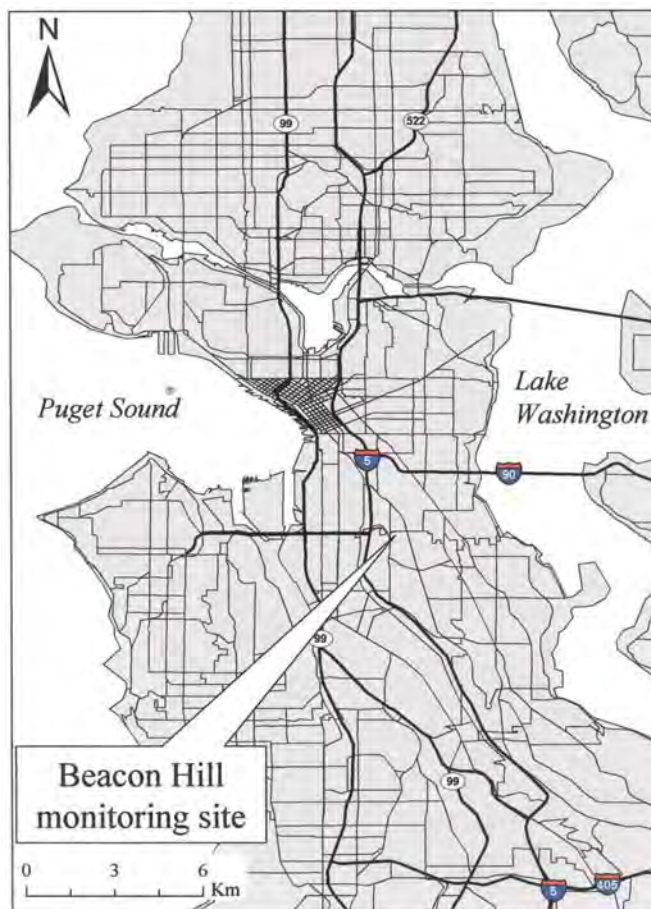 N
99
522
Puget Sound
Lake
Washington
5
90
99
Beacon Hill
monitoring site
99
0 3 6
Km
5
405